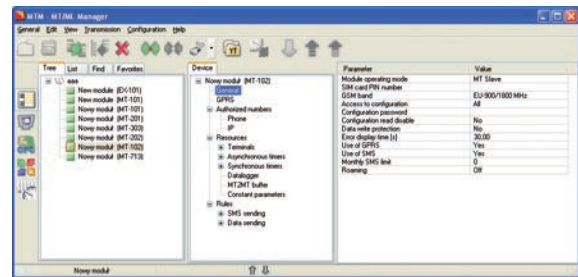 MTM - MT/ML Manager
General Edit View Transmission Configuration Help
Tree List Find Favorites
aaa
New module (EX-101)
New module (MT-101)
Nowy moduł (MT-101)
Nowy moduł (MT-201)
Nowy moduł (MT-303)
Nowy moduł (MT-202)
Nowy moduł (MT-102)
Nowy moduł (MT-713)
Device
Nowy moduł (MT-102)
General
GPRS
Authorized numbers
Phone
IP
Resources
Terminals
Asynchronous timers
Synchronous timers
Datalogger
MT2MT buffer
Constant parameters
Rules
SMS sending
Data sending
Parameter Value
Module operating mode MT Slave
SIM card PIN number
GSM band EU-900/1800 MHz
Access to configuration All
Configuration password
Configuration read disable No
Data write protection No
Error display time [s] 30,00
Use of GPRS Yes
Use of SMS Yes
Monthly SMS limit 0
Roaming Off
Nowy moduł